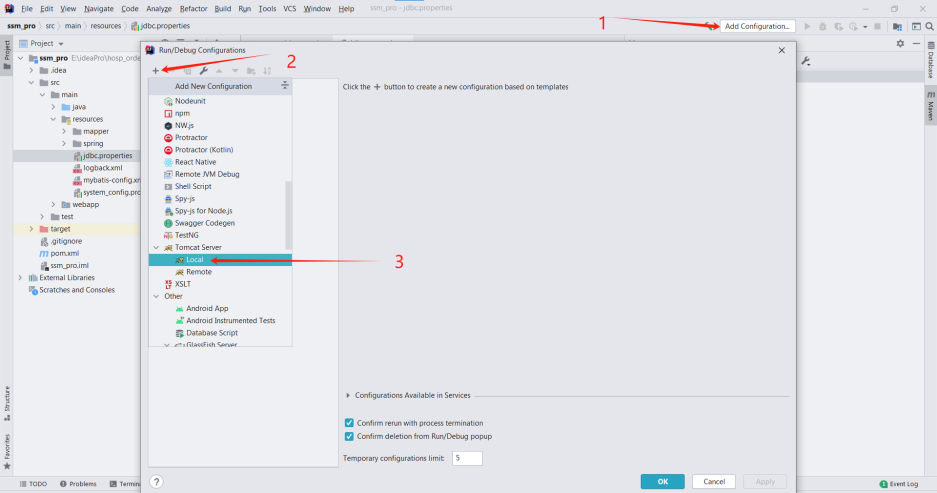 File Edit View Navigate Code Analyze Refactor Build Run Tools VCS Window Help ssm_pro - jdbc.properties
ssm_pro src main resources jdbc.properties
1
Add Configuration...
Project
Project
ssm_pro E:\ideaPro\hosp_orde
.idea
src
main
java
resources
mapper
spring
jdbc.properties
logback.xml
mybatis-config.xn
system_config.pro
webapp
test
target
.gitignore
pom.xml
ssm_pro.iml
External Libraries
Scratches and Consoles
Structure
Favorites
Run/Debug Configurations
2
Add New Configuration
Nodeunit
npm
NW.js
Protractor
Protractor (Kotlin)
React Native
Remote JVM Debug
Shell Script
Spy-js
Spy-js for Node.js
Swagger Codegen
TestNG
Tomcat Server
Local
3
Remote
XSLT
Other
Android App
Android Instrumented Tests
Database Script
GlassFish Server
Click the + button to create a new configuration based on templates
Configurations Available in Services
Confirm rerun with process termination
Confirm deletion from Run/Debug popup
Temporary configurations limit: 5
? OK Cancel Apply
Database
Maven
TODO Problems Termin
1 Event Log